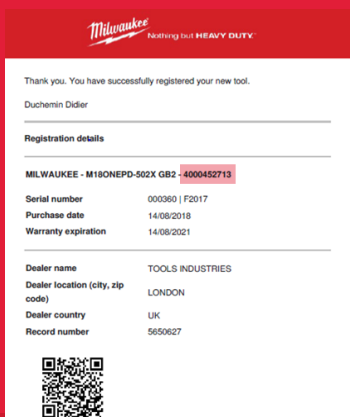 Milwaukee Nothing but HEAVY DUTY.
Thank you. You have successfully registered your new tool.
Duchemin Didier
Registration details
MILWAUKEE - M18ONEPD-502X GB2 - 4000452713
Serial number 000360 | F2017
Purchase date 14/08/2018
Warranty expiration 14/08/2021
Dealer name TOOLS INDUSTRIES
Dealer location (city, zip
code) LONDON
Dealer country UK
Record number 5650627